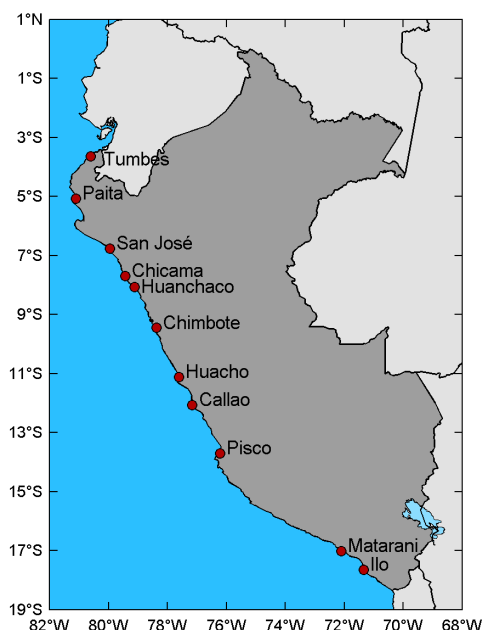 1°N
1°S
3°S
Tumbes
5°S
Paita
San José
7°S
Chicama
Huanchaco
9°S
Chimbote
11°S
Huacho
Callao
13°S
Pisco
15°S
17°S
Matarani
Ilo
19°S
82°W 80°W 78°W 76°W 74°W 72°W 70°W 68°W